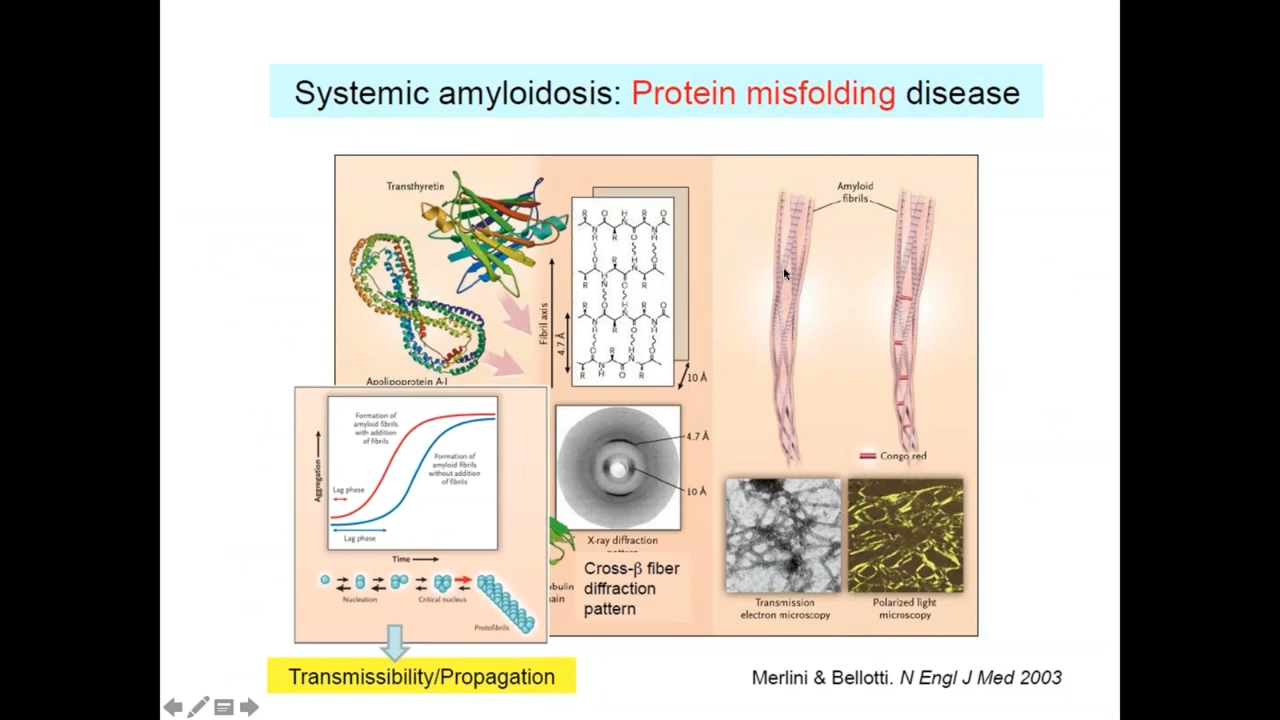 Systemic amyloidosis: Protein misfolding disease
Transthyretin
Apolipoprotein A-I
Fibril axis
4.7 Å
10 Å
R O H R O
N N N
H R H
O R O
R H O R
R O H R O
N N N
H R H
O R O
R N O N R
H H
Amyloid
fibrils
Congo red
4.7 Å
10 Å
X-ray diffraction
Cross-β fiber
diffraction
pattern
Transmission
electron microscopy
Polarized light
microscopy
Aggregation
Formation of
amyloid fibrils
with addition
of fibrils
Formation of
amyloid fibrils
without addition
of fibrils
Lag phase
Lag phase
Time
Nucleation
Critical nucleus
Protofibrils
Transmissibility/Propagation
Merlini & Bellotti. N Engl J Med 2003